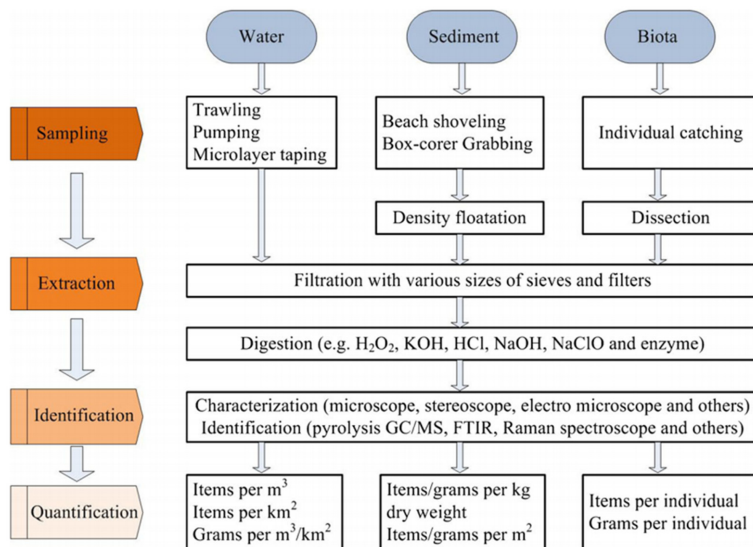 Water
Sediment
Biota
Sampling
Trawling
Pumping
Microlayer taping
Beach shoveling
Box-corer Grabbing
Individual catching
Density floatation
Dissection
Extraction
Filtration with various sizes of sieves and filters
Digestion (e.g. H₂O₂, KOH, HCl, NaOH, NaClO and enzyme)
Identification
Characterization (microscope, stereoscope, electro microscope and others)
Identification (pyrolysis GC/MS, FTIR, Raman spectroscope and others)
Quantification
Items per m³
Items per km²
Grams per m³/km²
Items/grams per kg
dry weight
Items/grams per m²
Items per individual
Grams per individual